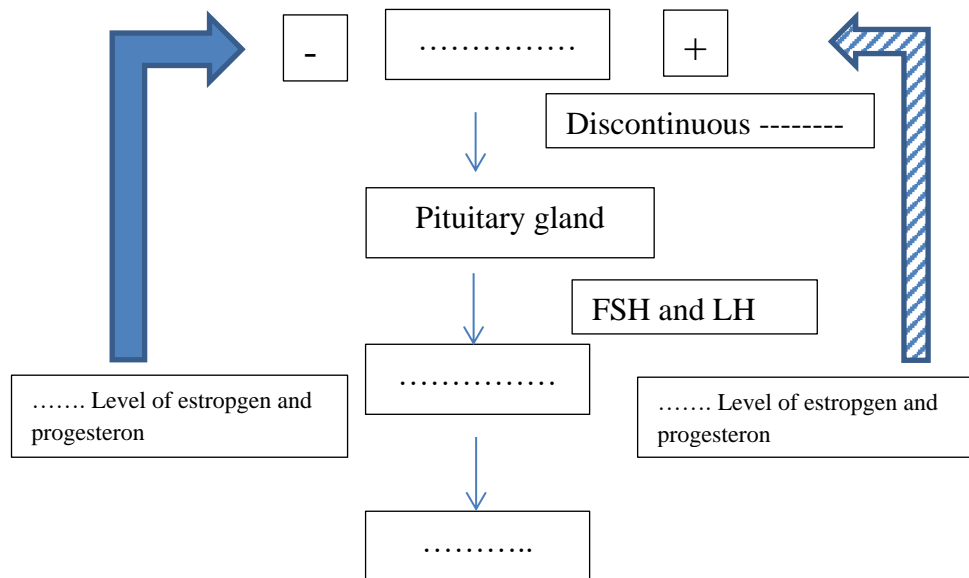 -
……………
+
Discontinuous --------
Pituitary gland
FSH and LH
……………
……. Level of estropgen and
progesteron
……. Level of estropgen and
progesteron
………..